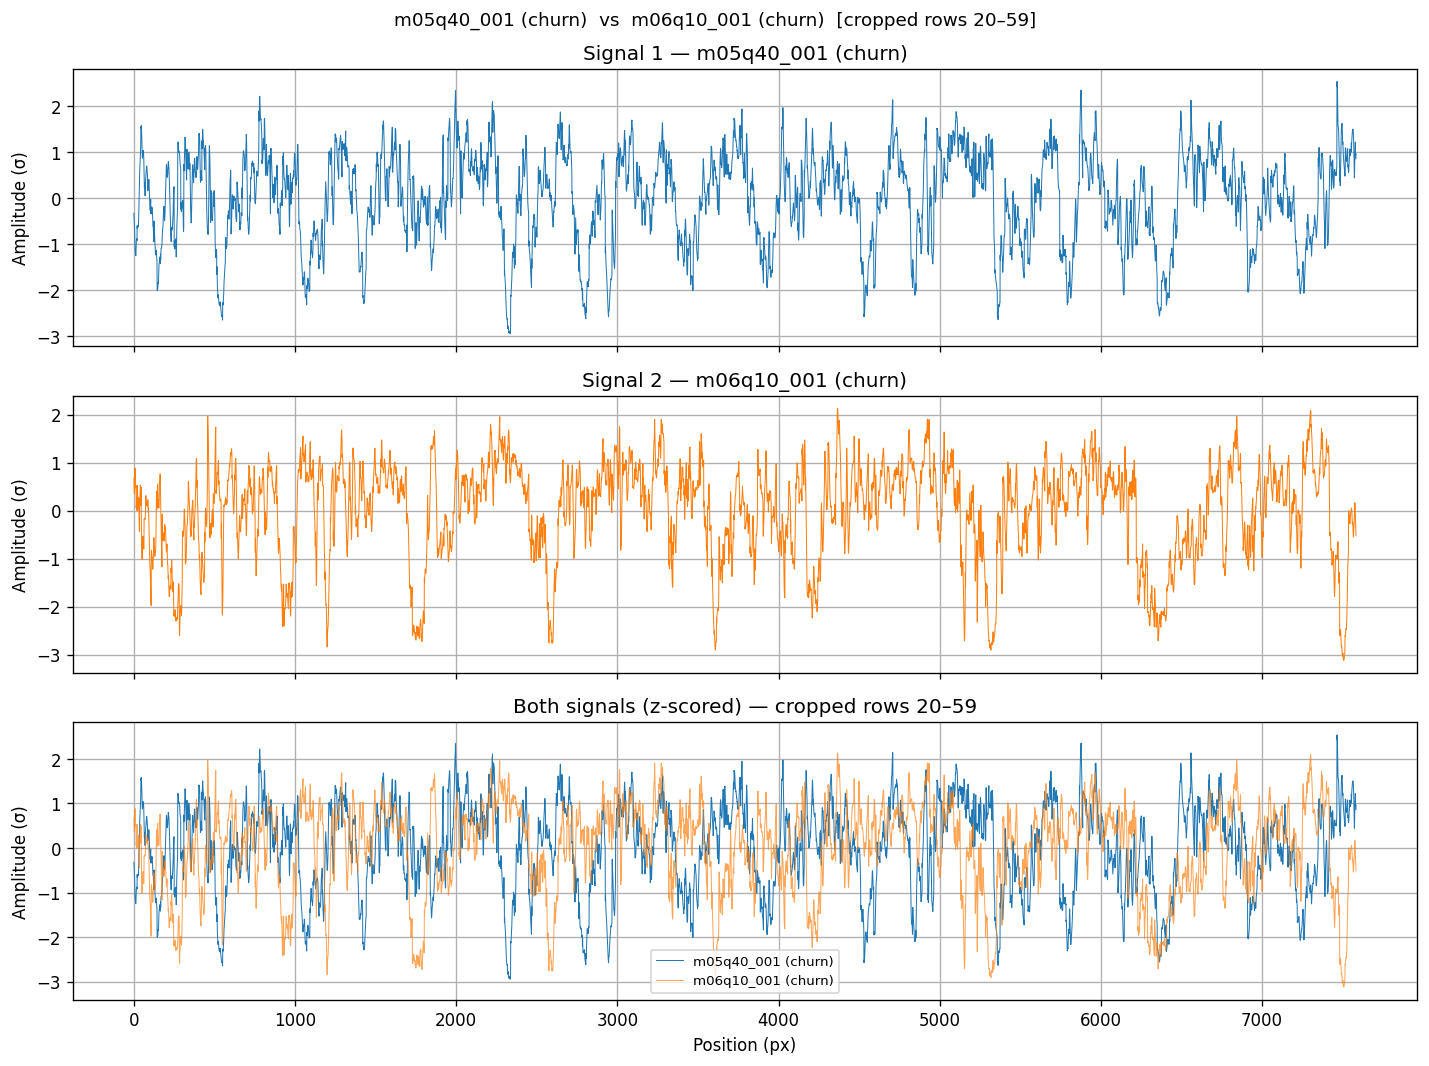 m05q40_001 (churn)  vs  m06q10_001 (churn)  [cropped rows 20–59]
Signal 1 — m05q40_001 (churn)
Amplitude (σ)
2
1
0
−1
−2
−3
Signal 2 — m06q10_001 (churn)
Amplitude (σ)
2
1
0
−1
−2
−3
Both signals (z-scored) — cropped rows 20–59
Amplitude (σ)
2
1
0
−1
−2
−3
m05q40_001 (churn)
m06q10_001 (churn)
0 1000 2000 3000 4000 5000 6000 7000
Position (px)